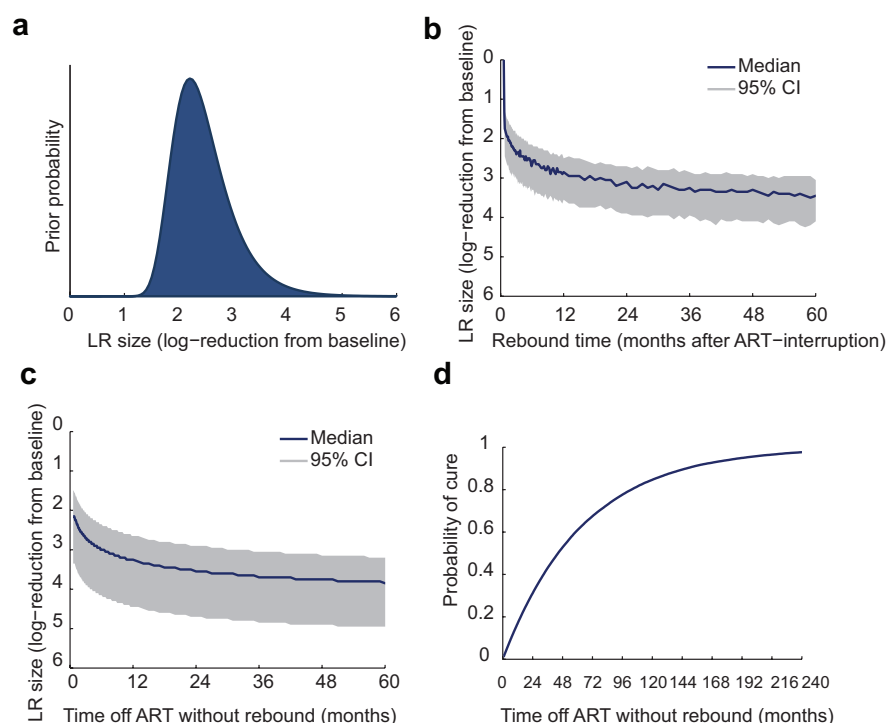 a
Prior probability
0 1 2 3 4 5 6
LR size (log−reduction from baseline)
b
LR size (log−reduction from baseline)
0
1
2
3
4
5
6
Median
95% CI
0 12 24 36 48 60
Rebound time (months after ART−interruption)
c
LR size (log−reduction from baseline)
0
1
2
3
4
5
6
Median
95% CI
0 12 24 36 48 60
Time off ART without rebound (months)
d
Probability of cure
1
0.8
0.6
0.4
0.2
0
0 24 48 72 96 120 144 168 192 216 240
Time off ART without rebound (months)